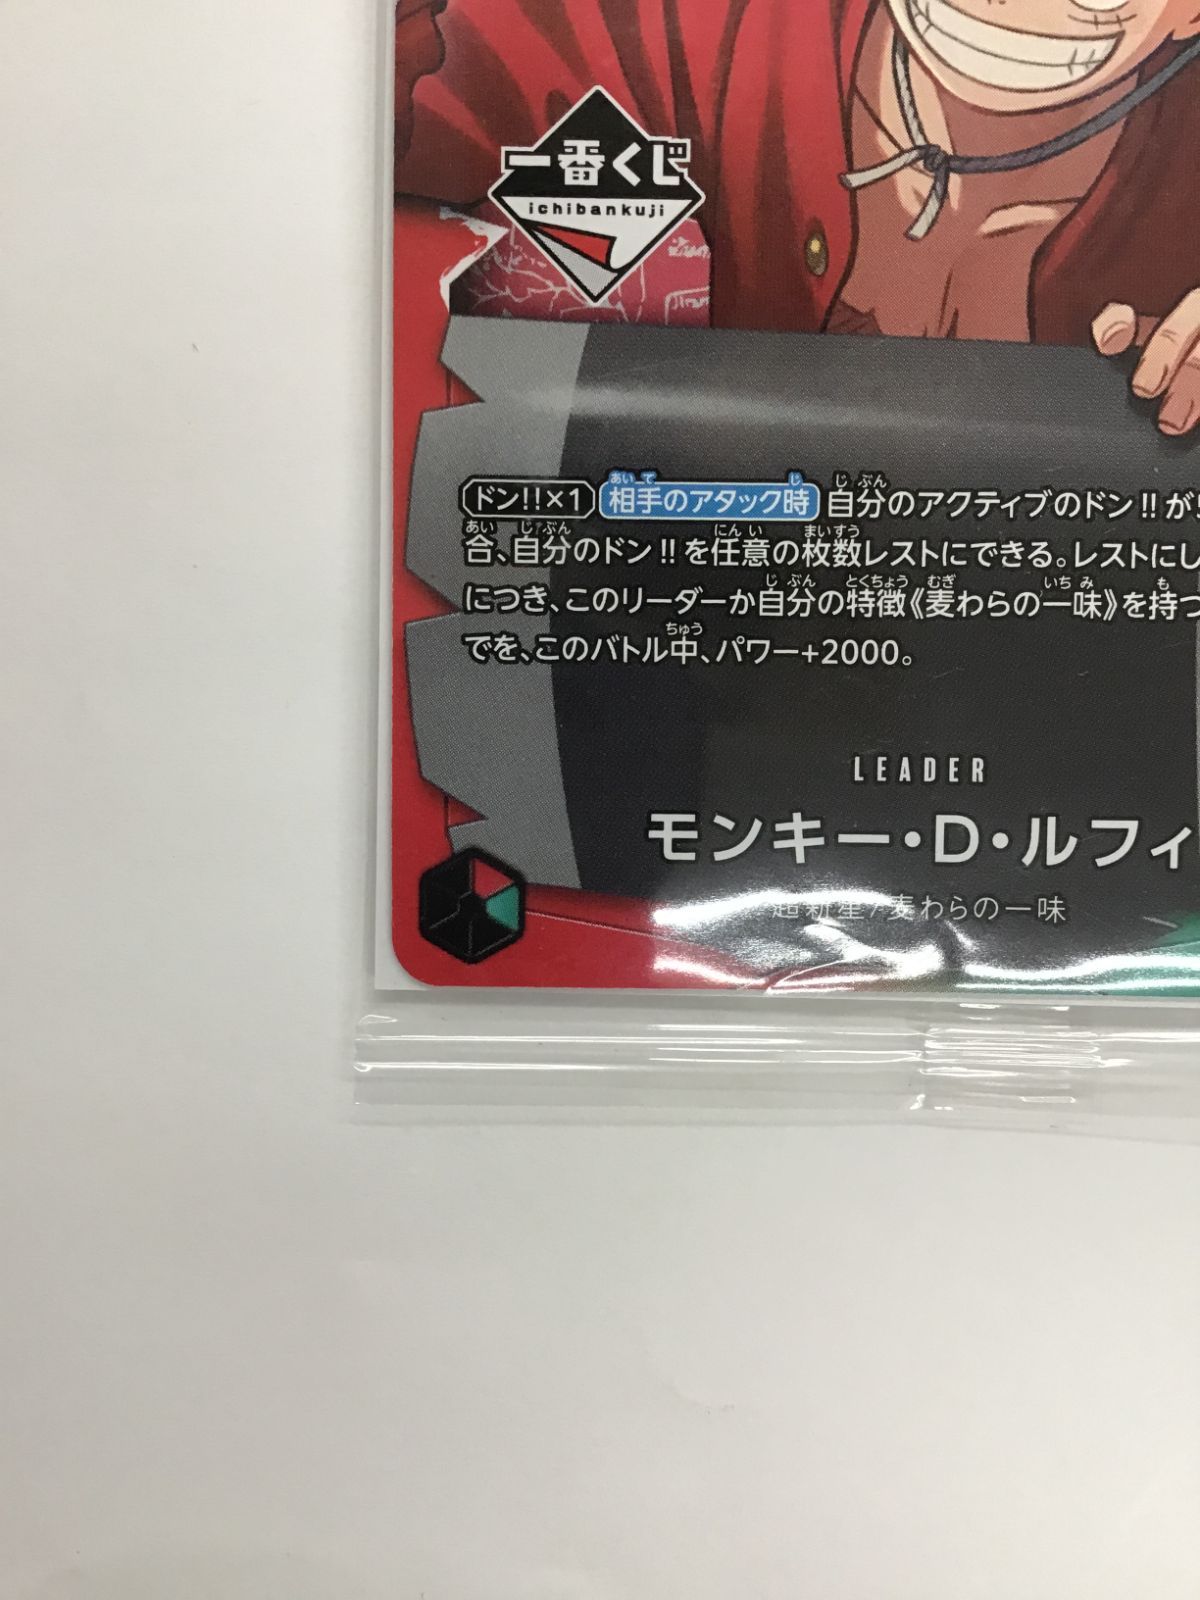 一番くじ
ichibankuji
ドン!!×1 相手のアタック時 自分のアクティブのドン!!が
合、自分のドン!!を任意の枚数レストにできる。レストにし
につき、このリーダーか自分の特徴《麦わらの一味》を持つ
でを、このバトル中、パワー+2000。
LEADER
モンキー・D・ルフィ
超新星/麦わらの一味